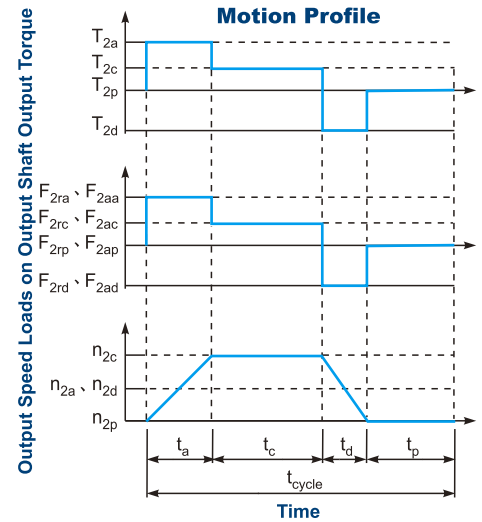 Motion Profile
Output Speed Loads on Output Shaft Output Torque
T2a
T2c
T2p
T2d
F2ra、F2aa
F2rc、F2ac
F2rp、F2ap
F2rd、F2ad
n2c
n2a、n2d
n2p
ta
tc
td
tp
tcycle
Time